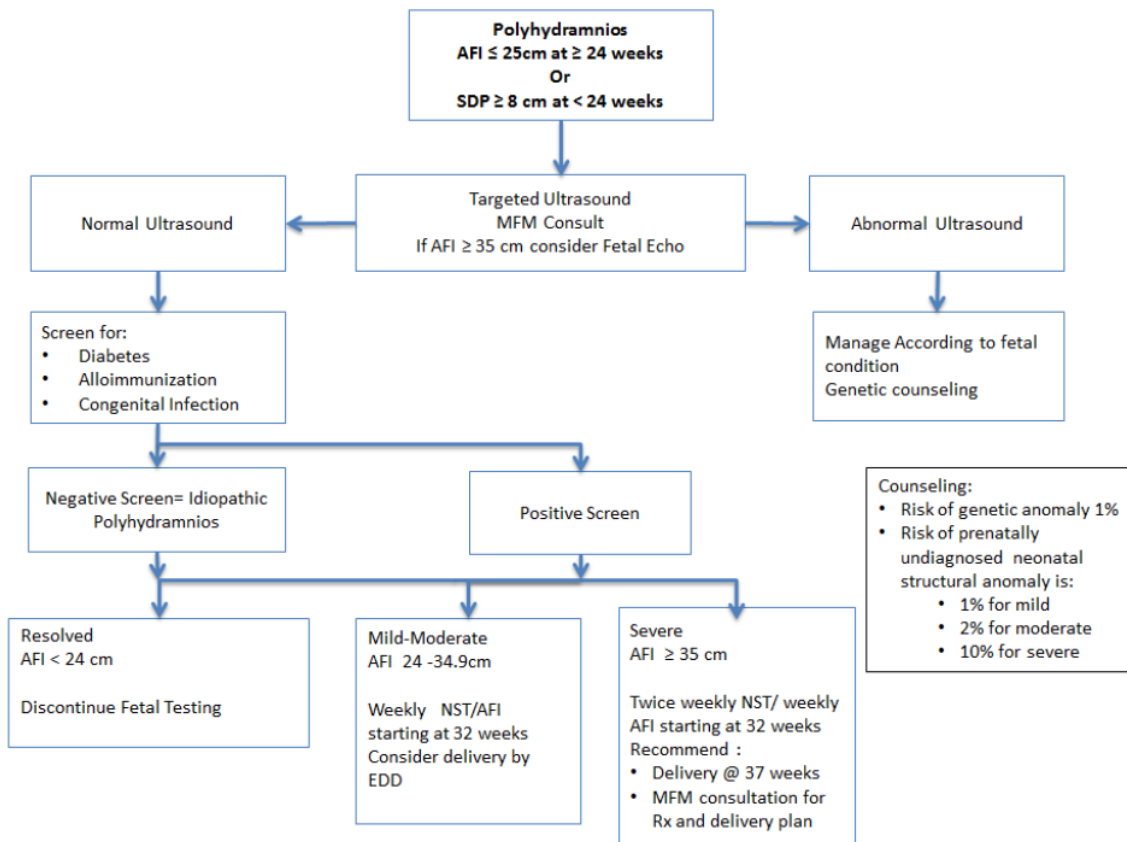 Polyhydramnios
AFI ≤ 25cm at ≥ 24 weeks
Or
SDP ≥ 8 cm at < 24 weeks
Normal Ultrasound
Targeted Ultrasound
MFM Consult
If AFI ≥ 35 cm consider Fetal Echo
Abnormal Ultrasound
Screen for:
• Diabetes
• Alloimmunization
• Congenital Infection
Manage According to fetal
condition
Genetic counseling
Negative Screen= Idiopathic
Polyhydramnios
Positive Screen
Counseling:
• Risk of genetic anomaly 1%
• Risk of prenatally
undiagnosed neonatal
structural anomaly is:
• 1% for mild
• 2% for moderate
• 10% for severe
Resolved
AFI < 24 cm
Discontinue Fetal Testing
Mild-Moderate
AFI 24 -34.9cm
Weekly NST/AFI
starting at 32 weeks
Consider delivery by
EDD
Severe
AFI ≥ 35 cm
Twice weekly NST/ weekly
AFI starting at 32 weeks
Recommend :
• Delivery @ 37 weeks
• MFM consultation for
Rx and delivery plan